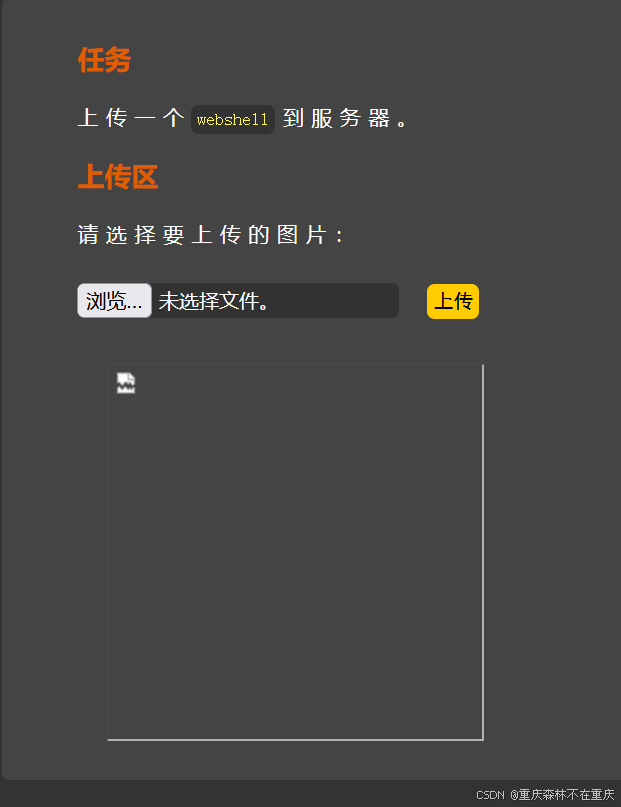 任务
上传一个 webshell 到服务器。
上传区
请选择要上传的图片：
浏览... 未选择文件。 上传
CSDN @重庆森林不在重庆